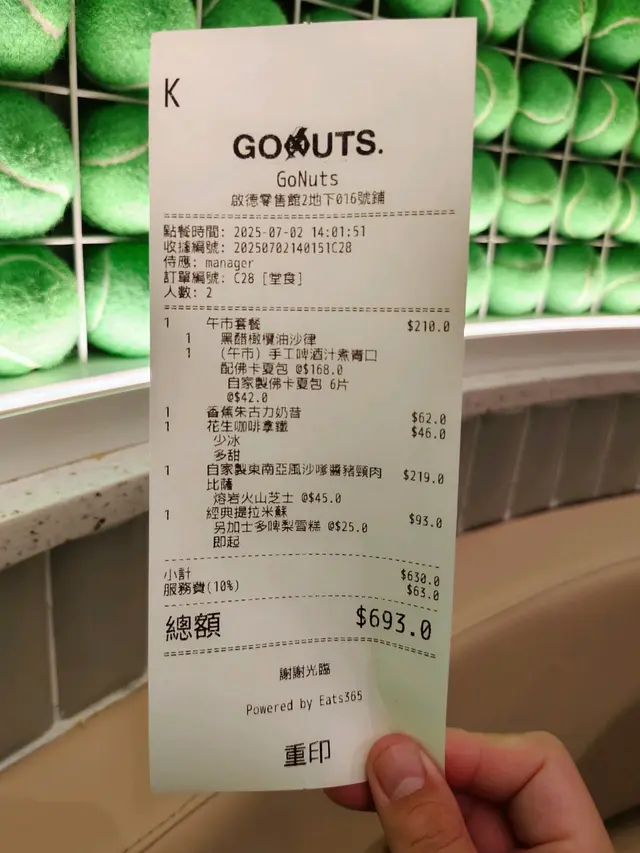 K
GONUTS.
GoNuts
啟德零售館2地下016號鋪
點餐時間: 2025-07-02 14:01:51
收據編號: 20250702140151C28
侍應: manager
訂單編號: C28 [堂食]
人數: 2
1 午市套餐 $210.0
1 黑醋橄欖油沙律
1 (午市) 手工啤酒汁煮青口
配佛卡夏包 @$168.0
自家製佛卡夏包 6片
@$42.0
1 香蕉朱古力奶昔 $62.0
1 花生咖啡拿鐵 $46.0
少冰
多甜
1 自家製東南亞風沙嗲醬豬頸肉 $219.0
比薩
熔岩火山芝士 @$45.0
1 經典提拉米蘇 $93.0
另加士多啤梨雪糕 @$25.0
即起
小計 $630.0
服務費(10%) $63.0
總額 $693.0
謝謝光臨
Powered by Eats365
重印